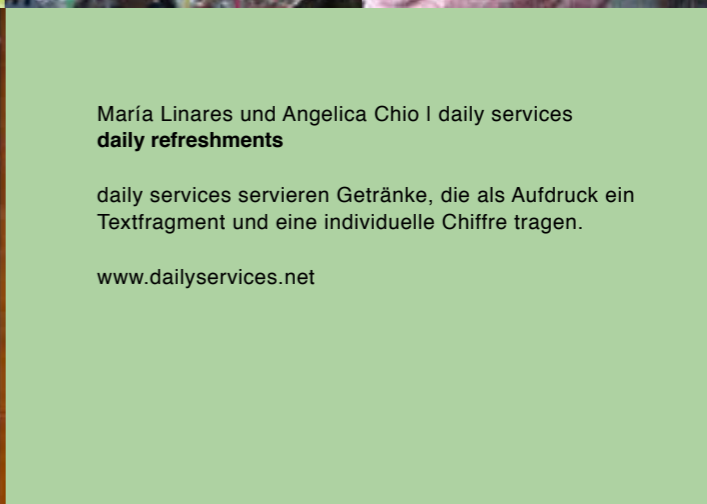 María Linares und Angelica Chio I daily services
daily refreshments
daily services servieren Getränke, die als Aufdruck ein
Textfragment und eine individuelle Chiffre tragen.
www.dailyservices.net